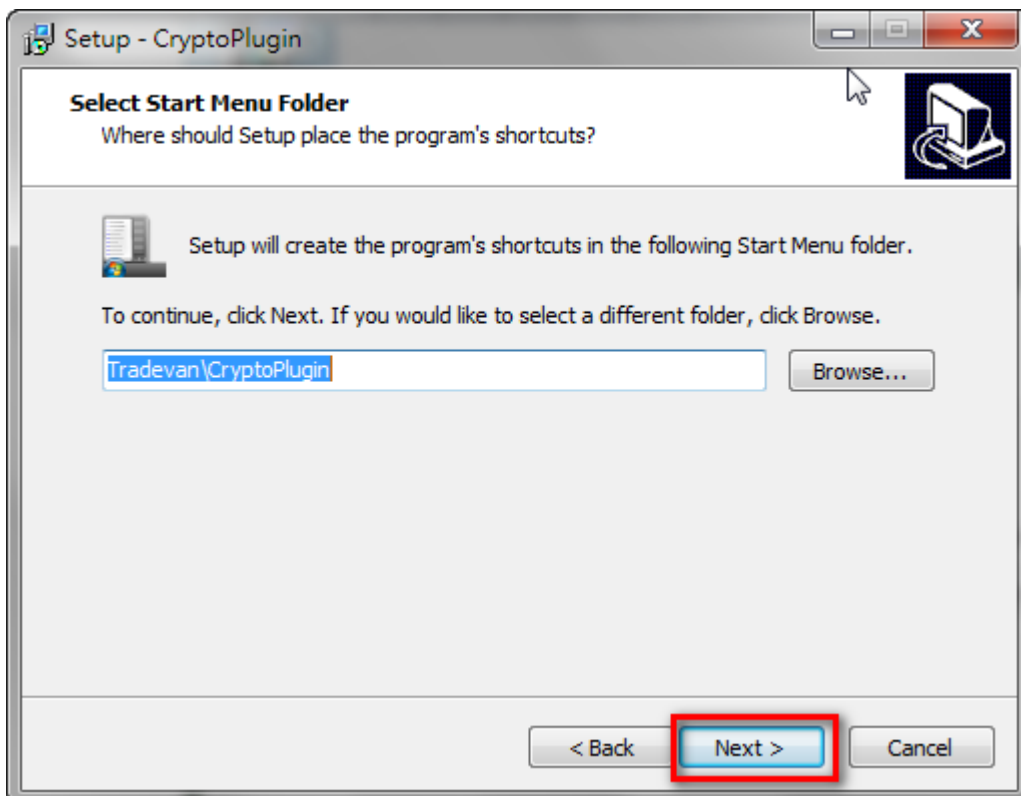 Setup - CryptoPlugin
Select Start Menu Folder
Where should Setup place the program's shortcuts?
Setup will create the program's shortcuts in the following Start Menu folder.
To continue, click Next. If you would like to select a different folder, click Browse.
Tradevan\CryptoPlugin
Browse...
< Back
Next >
Cancel